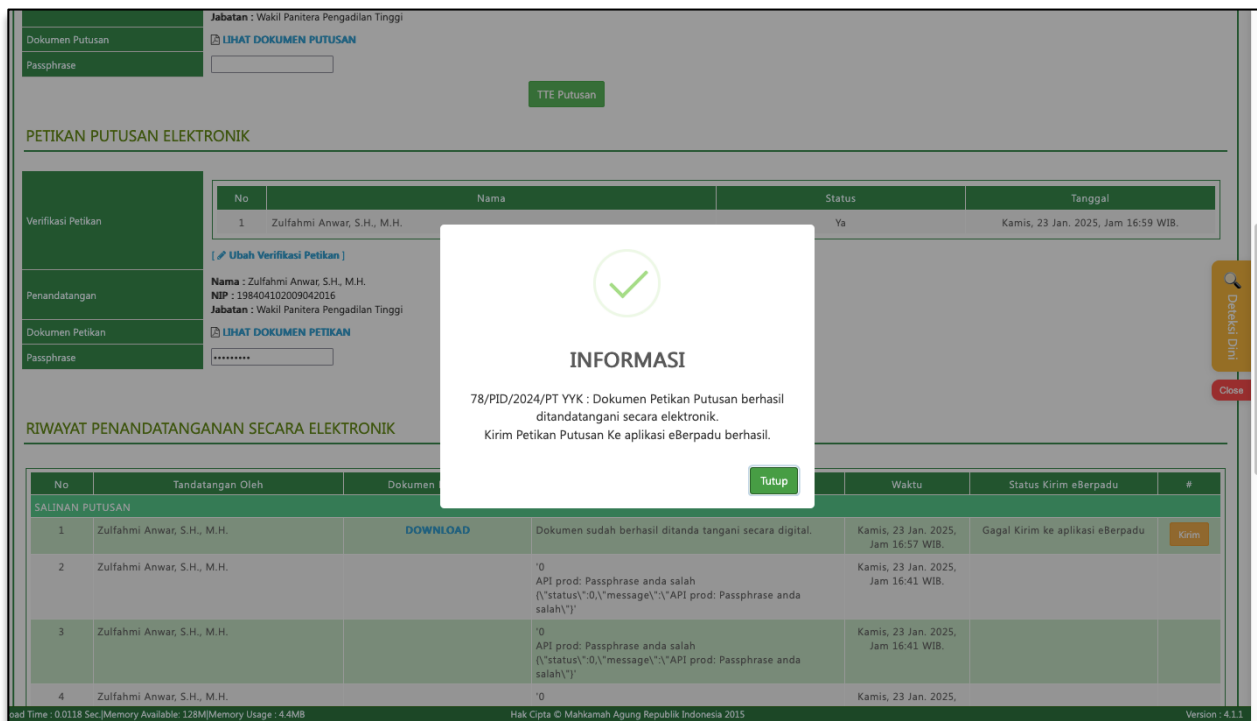 Jabatan : Wakil Panitera Pengadilan Tinggi
Dokumen Putusan
LIHAT DOKUMEN PUTUSAN
Passphrase
TTE Putusan
PETIKAN PUTUSAN ELEKTRONIK
Verifikasi Petikan
No Nama Status Tanggal
1 Zulfahmi Anwar, S.H., M.H. Ya Kamis, 23 Jan. 2025, Jam 16:59 WIB.
[ Ubah Verifikasi Petikan ]
Penandatangan
Nama : Zulfahmi Anwar, S.H., M.H.
NIP : 198404102009042016
Jabatan : Wakil Panitera Pengadilan Tinggi
Dokumen Petikan
LIHAT DOKUMEN PETIKAN
Passphrase
.........
Deteksi Dini
Close
INFORMASI
78/PID/2024/PT YYK : Dokumen Petikan Putusan berhasil
ditandatangani secara elektronik.
Kirim Petikan Putusan Ke aplikasi eBerpadu berhasil.
Tutup
RIWAYAT PENANDATANGANAN SECARA ELEKTRONIK
No Tandatangan Oleh Dokumen Waktu Status Kirim eBerpadu #
SALINAN PUTUSAN
1 Zulfahmi Anwar, S.H., M.H. DOWNLOAD Dokumen sudah berhasil ditanda tangani secara digital. Kamis, 23 Jan. 2025, Gagal Kirim ke aplikasi eBerpadu Kirim
Jam 16:57 WIB.
2 Zulfahmi Anwar, S.H., M.H. '0 Kamis, 23 Jan. 2025,
API prod: Passphrase anda salah Jam 16:41 WIB.
(\"status\":0,\"message\":\"API prod: Passphrase anda
salah\")'
3 Zulfahmi Anwar, S.H., M.H. '0 Kamis, 23 Jan. 2025,
API prod: Passphrase anda salah Jam 16:41 WIB.
(\"status\":0,\"message\":\"API prod: Passphrase anda
salah\")'
4 Zulfahmi Anwar, S.H., M.H. '0 Kamis, 23 Jan. 2025,
oad Time : 0.0118 Sec.|Memory Available: 128M|Memory Usage : 4.4MB Hak Cipta © Mahkamah Agung Republik Indonesia 2015 Version : 4.1.1